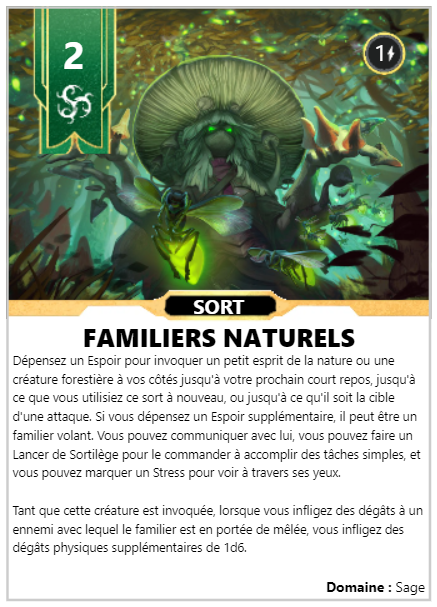 2
1
SORT
FAMILIERS NATURELS
Dépensez un Espoir pour invoquer un petit esprit de la nature ou une
créature forestière à vos côtés jusqu'à votre prochain court repos, jusqu'à
ce que vous utilisiez ce sort à nouveau, ou jusqu'à ce qu'il soit la cible
d'une attaque. Si vous dépensez un Espoir supplémentaire, il peut être un
familier volant. Vous pouvez communiquer avec lui, vous pouvez faire un
Lancer de Sortilège pour le commander à accomplir des tâches simples, et
vous pouvez marquer un Stress pour voir à travers ses yeux.
Tant que cette créature est invoquée, lorsque vous infligez des dégâts à un
ennemi avec lequel le familier est en portée de mêlée, vous infligez des
dégâts physiques supplémentaires de 1d6.
Domaine : Sage